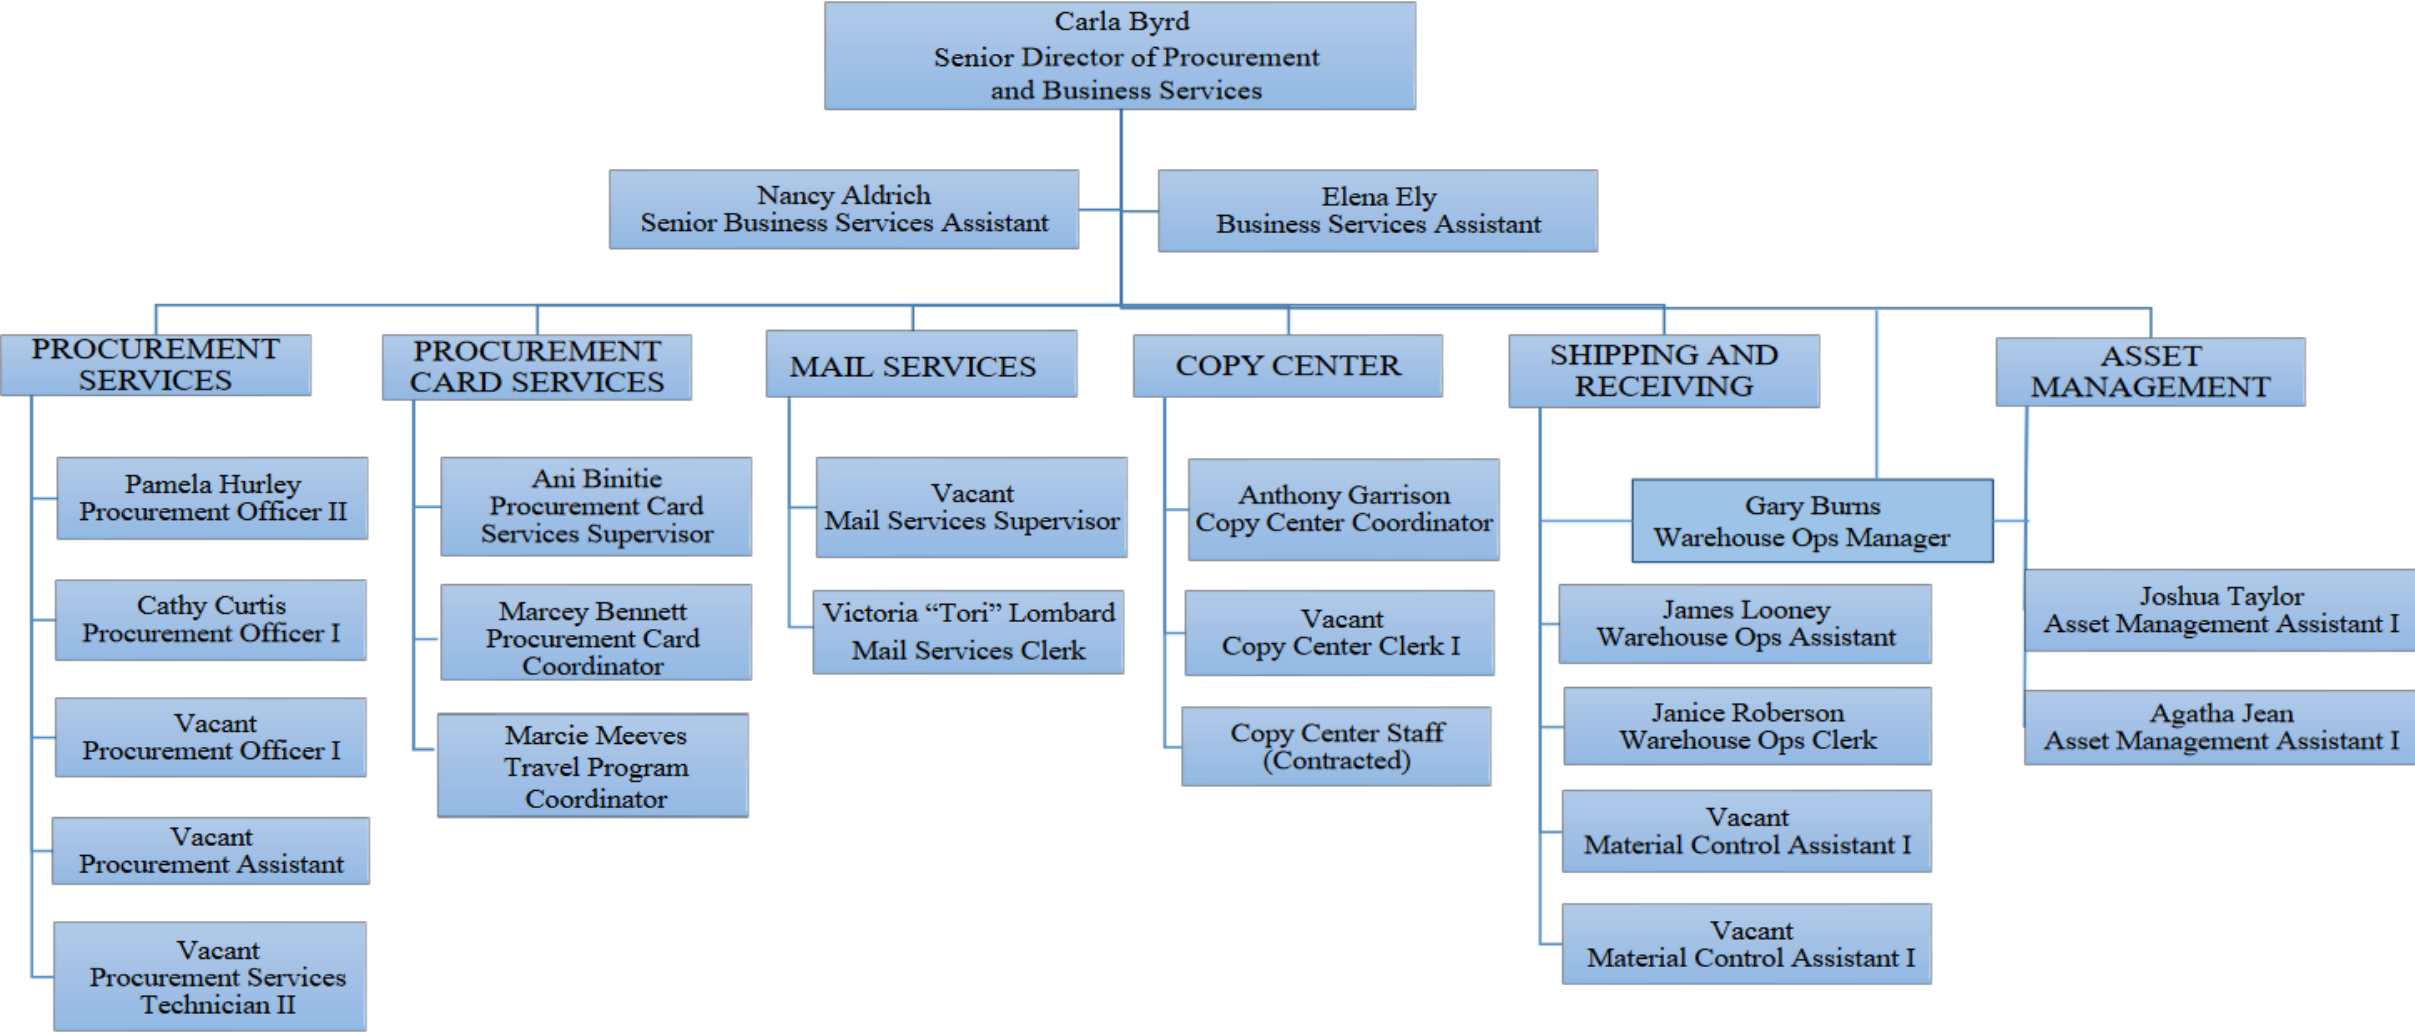 Carla Byrd
Senior Director of Procurement
and Business Services
Nancy Aldrich
Senior Business Services Assistant
Elena Ely
Business Services Assistant
PROCUREMENT
SERVICES
Pamela Hurley
Procurement Officer II
Cathy Curtis
Procurement Officer I
Vacant
Procurement Officer I
Vacant
Procurement Assistant
Vacant
Procurement Services
Technician II
PROCUREMENT
CARD SERVICES
Ani Binitie
Procurement Card
Services Supervisor
Marcey Bennett
Procurement Card
Coordinator
Marcie Meeves
Travel Program
Coordinator
MAIL SERVICES
Vacant
Mail Services Supervisor
Victoria “Tori” Lombard
Mail Services Clerk
COPY CENTER
Anthony Garrison
Copy Center Coordinator
Vacant
Copy Center Clerk I
Copy Center Staff
(Contracted)
SHIPPING AND
RECEIVING
Gary Burns
Warehouse Ops Manager
James Looney
Warehouse Ops Assistant
Janice Roberson
Warehouse Ops Clerk
Vacant
Material Control Assistant I
Vacant
Material Control Assistant I
ASSET
MANAGEMENT
Joshua Taylor
Asset Management Assistant I
Agatha Jean
Asset Management Assistant I